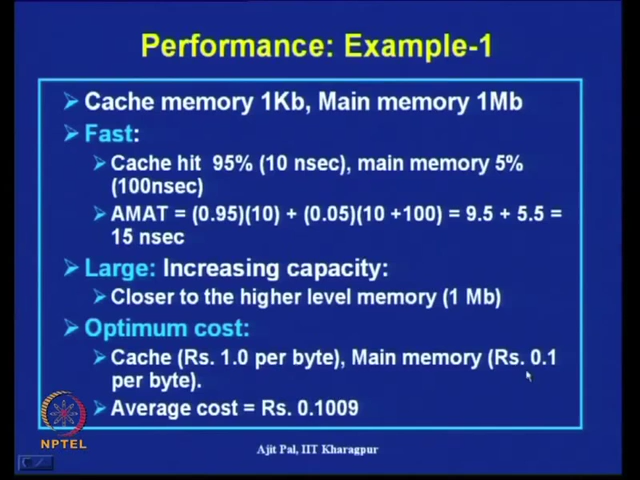 Performance: Example-1
➢ Cache memory 1Kb, Main memory 1Mb
➢ Fast:
➢ Cache hit 95% (10 nsec), main memory 5%
(100nsec)
➢ AMAT = (0.95)(10) + (0.05)(10 +100) = 9.5 + 5.5 =
15 nsec
➢ Large: Increasing capacity:
➢ Closer to the higher level memory (1 Mb)
➢ Optimum cost:
➢ Cache (Rs. 1.0 per byte), Main memory (Rs. 0.1
per byte).
➢ Average cost = Rs. 0.1009
NPTEL
Ajit Pal, IIT Kharagpur